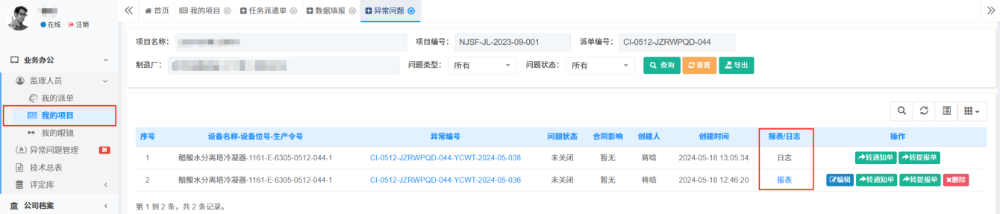 在线 注销
首页 我的项目 任务派遣单 数据填报 异常问题
项目名称： 项目编号： NJSF-JL-2023-09-001 派单编号： CI-0512-JZRWPQD-044
制造厂： 问题类型： 所有 问题状态： 所有 查询 重置 导出
业务办公
监理人员
我的派单
我的项目
我的眼镜
异常问题管理 新
技术总表
评定库
公司档案
序号 设备名称-设备位号-生产令号 异常编号 问题状态 合同影响 创建人 创建时间 报表/日志 操作
1 醋酸水分离塔冷凝器-1161-E-6305-0512-044-1 CI-0512-JZRWPQD-044-YCWT-2024-05-038 未关闭 暂无 蒋晗 2024-05-18 13:05:34 日志 转通知单 转提报单
2 醋酸水分离塔冷凝器-1161-E-6305-0512-044-1 CI-0512-JZRWPQD-044-YCWT-2024-05-036 未关闭 暂无 蒋晗 2024-05-18 12:46:20 报表 编辑 转通知单 转提报单 删除
第 1 到 2 条，共 2 条记录。